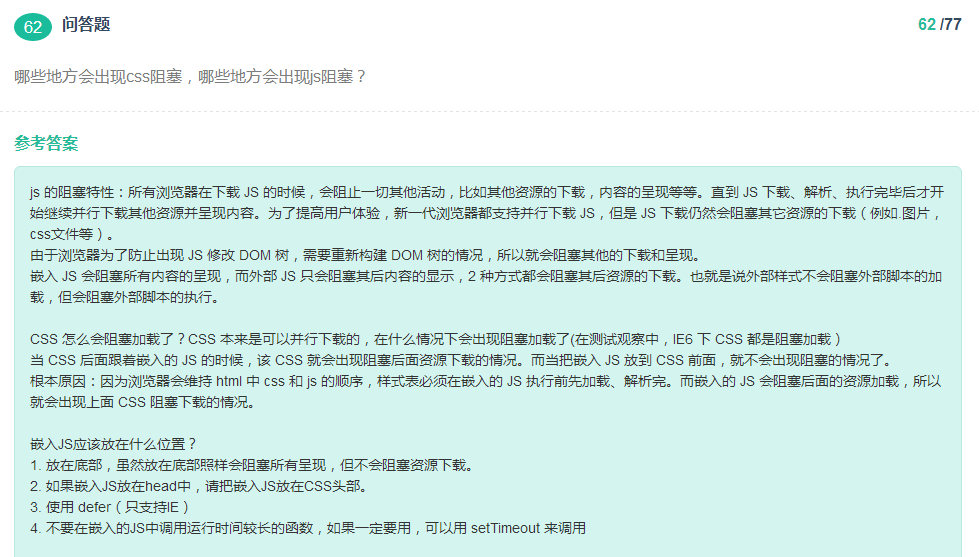 62 问答题 62 /77
哪些地方会出现css阻塞，哪些地方会出现js阻塞？
参考答案
js 的阻塞特性：所有浏览器在下载 JS 的时候，会阻止一切其他活动，比如其他资源的下载，内容的呈现等等。直到 JS 下载、解析、执行完毕后才开
始继续并行下载其他资源并呈现内容。为了提高用户体验，新一代浏览器都支持并行下载 JS，但是 JS 下载仍然会阻塞其它资源的下载（例如.图片，
css文件等）。
由于浏览器为了防止出现 JS 修改 DOM 树，需要重新构建 DOM 树的情况，所以就会阻塞其他的下载和呈现。
嵌入 JS 会阻塞所有内容的呈现，而外部 JS 只会阻塞其后内容的显示，2 种方式都会阻塞其后资源的下载。也就是说外部样式不会阻塞外部脚本的加
载，但会阻塞外部脚本的执行。
CSS 怎么会阻塞加载了？CSS 本来是可以并行下载的，在什么情况下会出现阻塞加载了(在测试观察中，IE6 下 CSS 都是阻塞加载）
当 CSS 后面跟着嵌入的 JS 的时候，该 CSS 就会出现阻塞后面资源下载的情况。而当把嵌入 JS 放到 CSS 前面，就不会出现阻塞的情况了。
根本原因：因为浏览器会维持 html 中 css 和 js 的顺序，样式表必须在嵌入的 JS 执行前先加载、解析完。而嵌入的 JS 会阻塞后面的资源加载，所以
就会出现上面 CSS 阻塞下载的情况。
嵌入JS应该放在什么位置？
1. 放在底部，虽然放在底部照样会阻塞所有呈现，但不会阻塞资源下载。
2. 如果嵌入JS放在head中，请把嵌入JS放在CSS头部。
3. 使用 defer（只支持IE）
4. 不要在嵌入的JS中调用运行时间较长的函数，如果一定要用，可以用 setTimeout 来调用